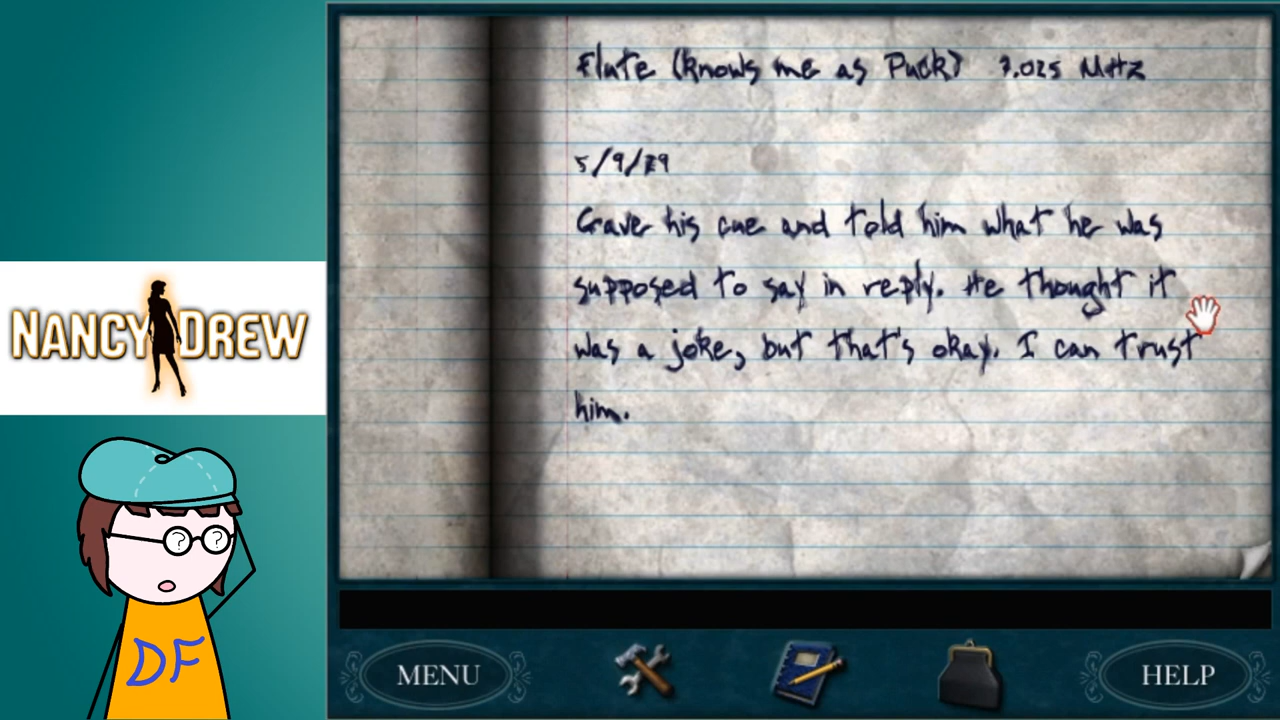 Flute (knows me as Puck) 7.025 MHz
5/9/79
Gave his cue and told him what he was
supposed to say in reply. He thought it
was a joke, but that's okay. I can trust
him.
NANCY DREW
? ?
DF
MENU
HELP